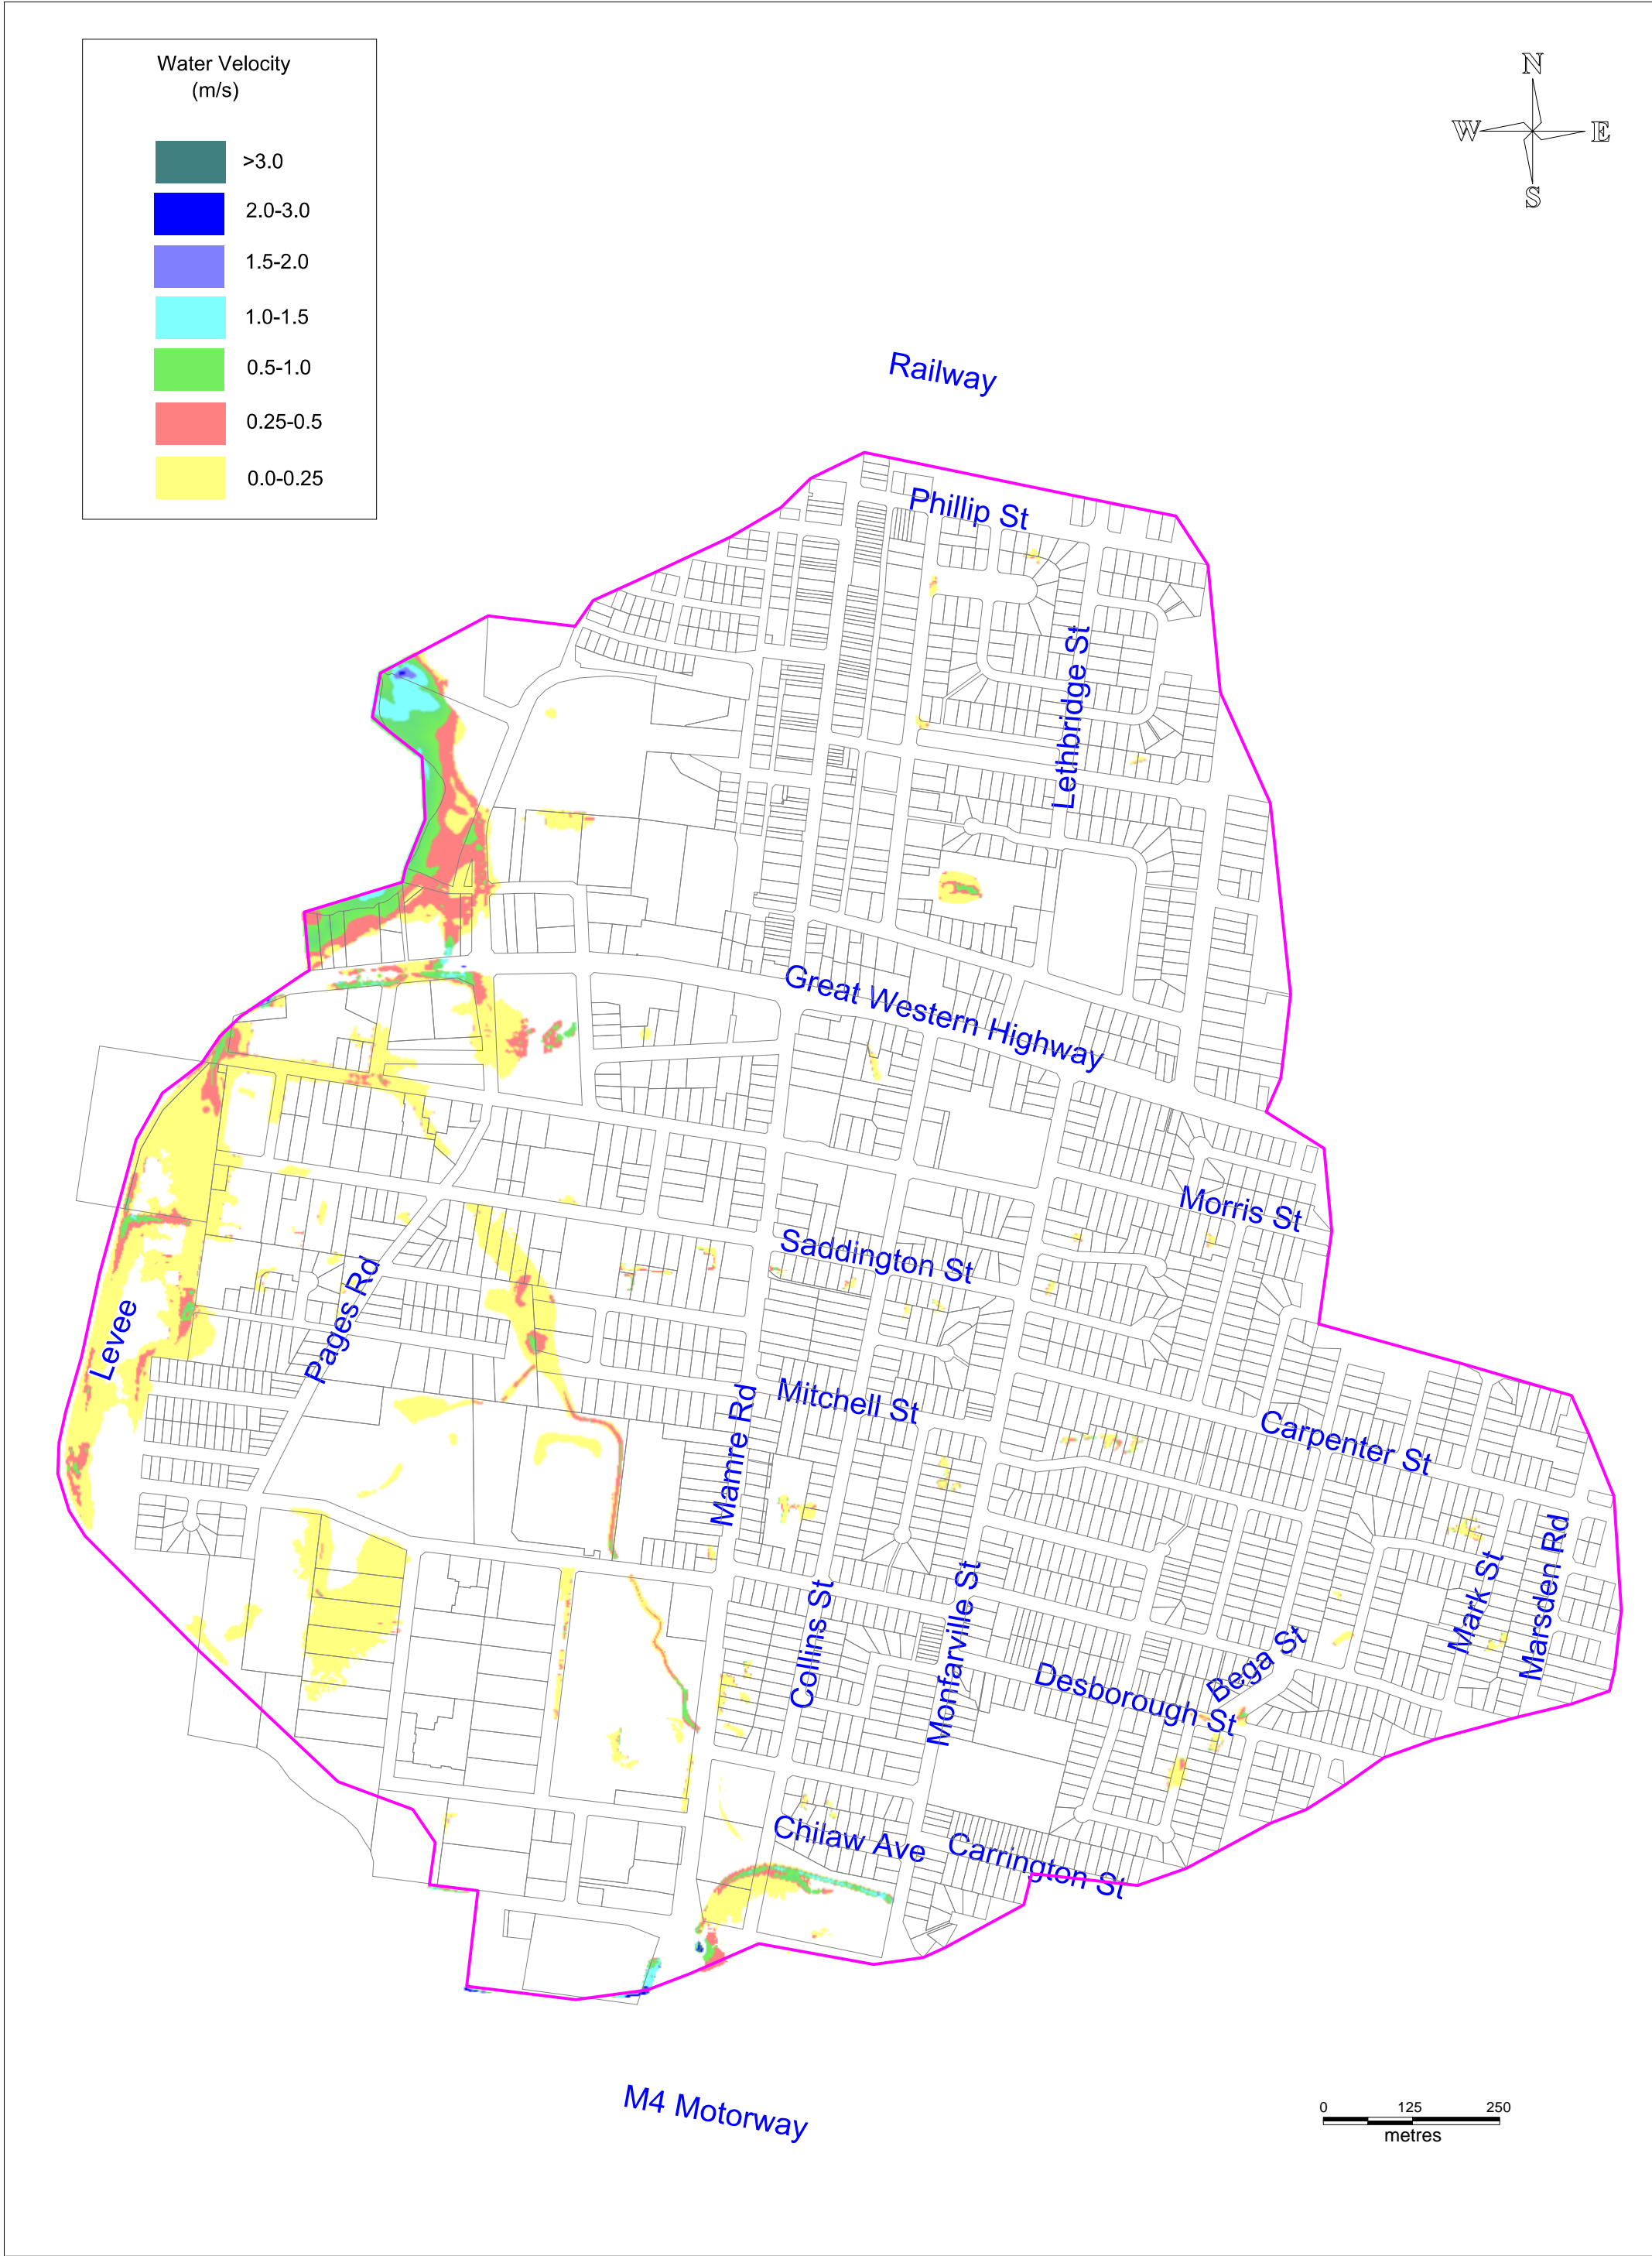 Water Velocity
(m/s)
>3.0
2.0-3.0
1.5-2.0
1.0-1.5
0.5-1.0
0.25-0.5
0.0-0.25
N
W
E
S
Railway
Phillip St
Lethbridge St
Great Western Highway
Morris St
Saddington St
Levee
Pages Rd
Mitchell St
Mamre Rd
Carpenter St
Collins St
Monfarville St
Mark St
Marsden Rd
Bega St
Desborough St
Chilaw Ave
Carrington St
M4 Motorway
0 125 250
metres